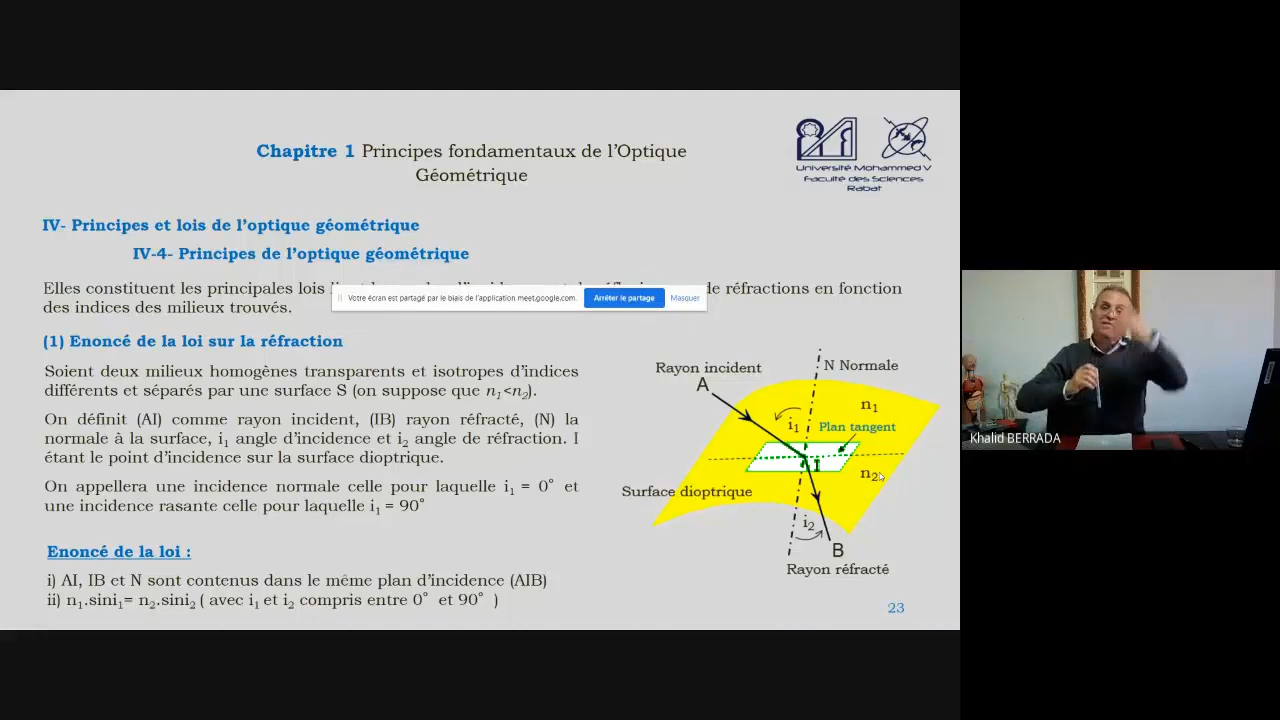 Chapitre 1 Principes fondamentaux de l'Optique
Géométrique
Université Mohammed V
Faculté des Sciences
Rabat
IV- Principes et lois de l'optique géométrique
IV-4- Principes de l'optique géométrique
Elles constituent les principales lois de réfractions en fonction
Votre écran est partagé par le biais de l'application meet.google.com. Arrêter le partage Masquer
des indices des milieux trouvés.
(1) Enoncé de la loi sur la réfraction
Soient deux milieux homogènes transparents et isotropes d'indices
différents et séparés par une surface S (on suppose que n1<n2).
On définit (AI) comme rayon incident, (IB) rayon réfracté, (N) la
normale à la surface, i1 angle d'incidence et i2 angle de réfraction. I
étant le point d'incidence sur la surface dioptrique.
On appellera une incidence normale celle pour laquelle i1 = 0° et
une incidence rasante celle pour laquelle i1 = 90°
Enoncé de la loi :
i) AI, IB et N sont contenus dans le même plan d'incidence (AIB)
ii) n1.sini1= n2.sini2 ( avec i1 et i2 compris entre 0° et 90° )
Rayon incident
A
N Normale
n1
i1
Plan tangent
I
n2
Surface dioptrique
i2
B
Rayon réfracté
23
Khalid BERRADA